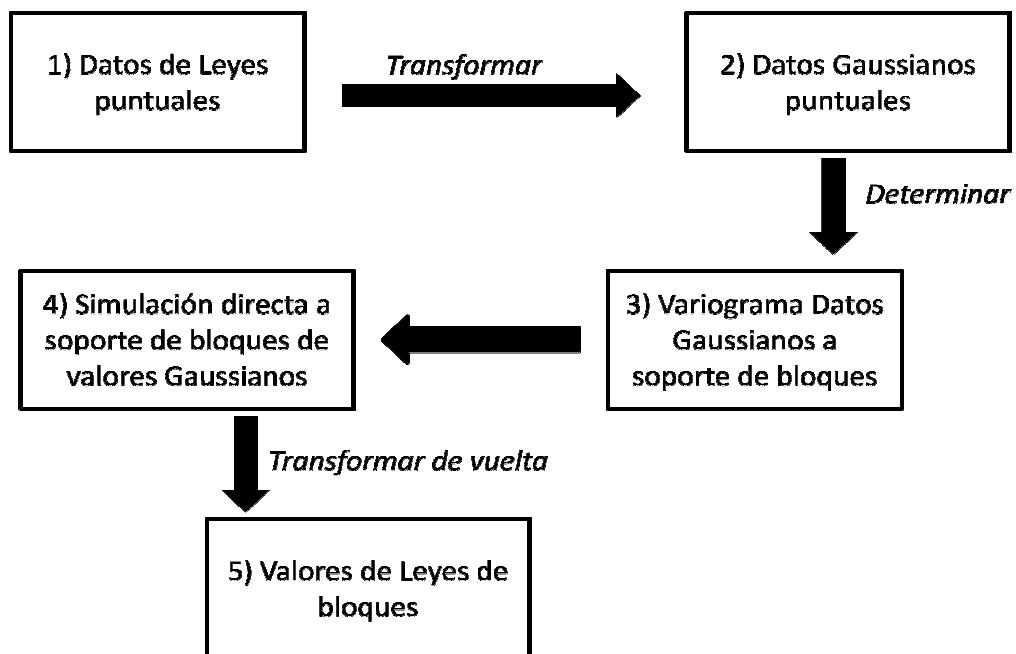 1) Datos de Leyes
puntuales
Transformar
2) Datos Gaussianos
puntuales
Determinar
3) Variograma Datos
Gaussianos a
soporte de bloques
4) Simulación directa a
soporte de bloques de
valores Gaussianos
Transformar de vuelta
5) Valores de Leyes de
bloques